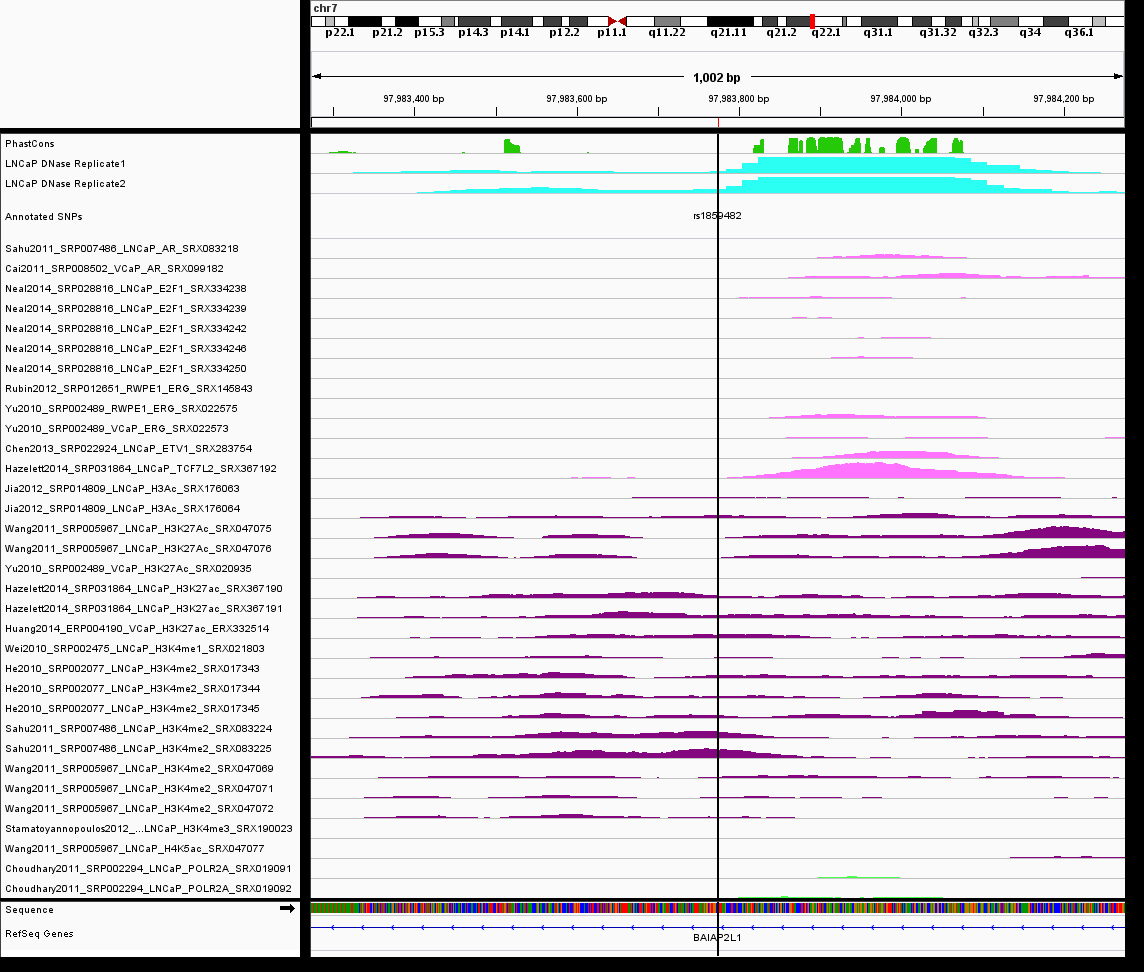 chr7
p22.1 p21.2 p15.3 p14.3 p14.1 p12.2 p11.1 q11.22 q21.11 q21.2 q22.1 q31.1 q31.32 q32.3 q34 q36.1
1,002 bp
97,983,400 bp 97,983,600 bp 97,983,800 bp 97,984,000 bp 97,984,200 bp
PhastCons
LNCaP DNase Replicate1
LNCaP DNase Replicate2
Annotated SNPs rs1859482
Sahu2011_SRP007486_LNCaP_AR_SRX083218
Cai2011_SRP008502_VCaP_AR_SRX099182
Neal2014_SRP028816_LNCaP_E2F1_SRX334238
Neal2014_SRP028816_LNCaP_E2F1_SRX334239
Neal2014_SRP028816_LNCaP_E2F1_SRX334242
Neal2014_SRP028816_LNCaP_E2F1_SRX334246
Neal2014_SRP028816_LNCaP_E2F1_SRX334250
Rubin2012_SRP012651_RWPE1_ERG_SRX145843
Yu2010_SRP002489_RWPE1_ERG_SRX022575
Yu2010_SRP002489_VCaP_ERG_SRX022573
Chen2013_SRP022924_LNCaP_ETV1_SRX283754
Hazelett2014_SRP031864_LNCaP_TCF7L2_SRX367192
Jia2012_SRP014809_LNCaP_H3Ac_SRX176063
Jia2012_SRP014809_LNCaP_H3Ac_SRX176064
Wang2011_SRP005967_LNCaP_H3K27Ac_SRX047075
Wang2011_SRP005967_LNCaP_H3K27Ac_SRX047076
Yu2010_SRP002489_VCaP_H3K27Ac_SRX020935
Hazelett2014_SRP031864_LNCaP_H3K27ac_SRX367190
Hazelett2014_SRP031864_LNCaP_H3K27ac_SRX367191
Huang2014_ERP004190_VCaP_H3K27ac_ERX332514
Wei2010_SRP002475_LNCaP_H3K4me1_SRX021803
He2010_SRP002077_LNCaP_H3K4me2_SRX017343
He2010_SRP002077_LNCaP_H3K4me2_SRX017344
He2010_SRP002077_LNCaP_H3K4me2_SRX017345
Sahu2011_SRP007486_LNCaP_H3K4me2_SRX083224
Sahu2011_SRP007486_LNCaP_H3K4me2_SRX083225
Wang2011_SRP005967_LNCaP_H3K4me2_SRX047069
Wang2011_SRP005967_LNCaP_H3K4me2_SRX047071
Wang2011_SRP005967_LNCaP_H3K4me2_SRX047072
Stamatoyannopoulos2012_...LNCaP_H3K4me3_SRX190023
Wang2011_SRP005967_LNCaP_H4K5ac_SRX047077
Choudhary2011_SRP002294_LNCaP_POLR2A_SRX019091
Choudhary2011_SRP002294_LNCaP_POLR2A_SRX019092
Sequence
RefSeq Genes
BAIAP2L1